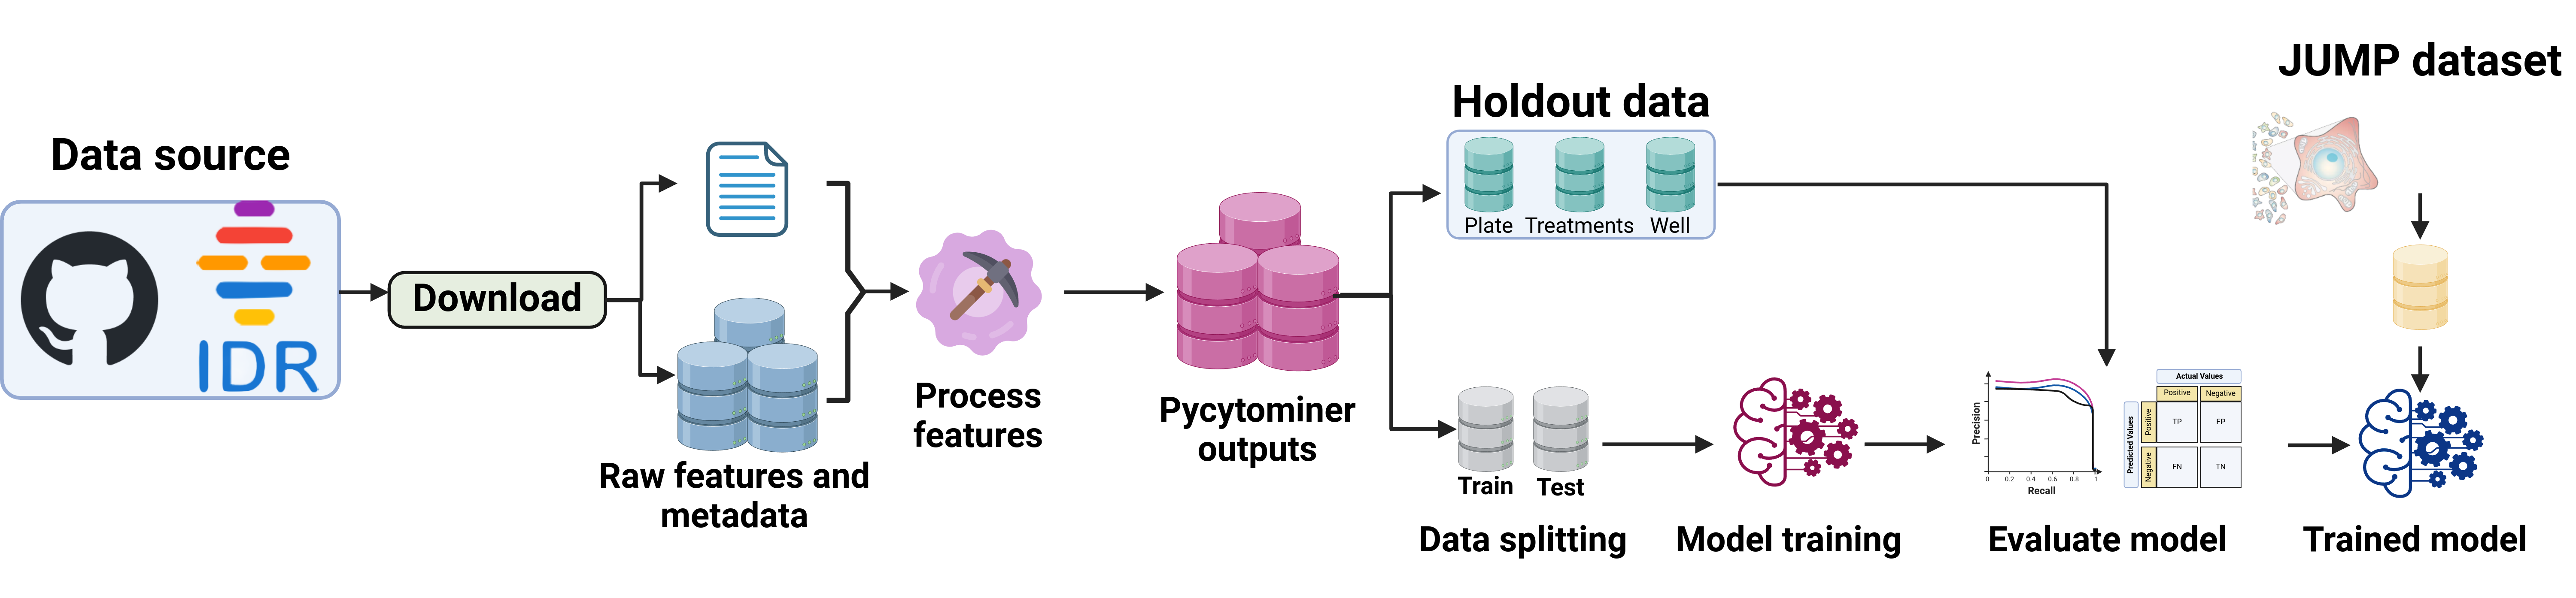 Data source
IDR
Download
Raw features and
metadata
Process
features
Pycytominer
outputs
Holdout data
Plate Treatments Well
Train Test
Data splitting
Model training
Precision
0 0.2 0.4 0.6 0.8 1
Recall
Actual Values
Positive Negative
Predicted Values
Positive
TP FP
Negative
FN TN
Evaluate model
JUMP dataset
Trained model